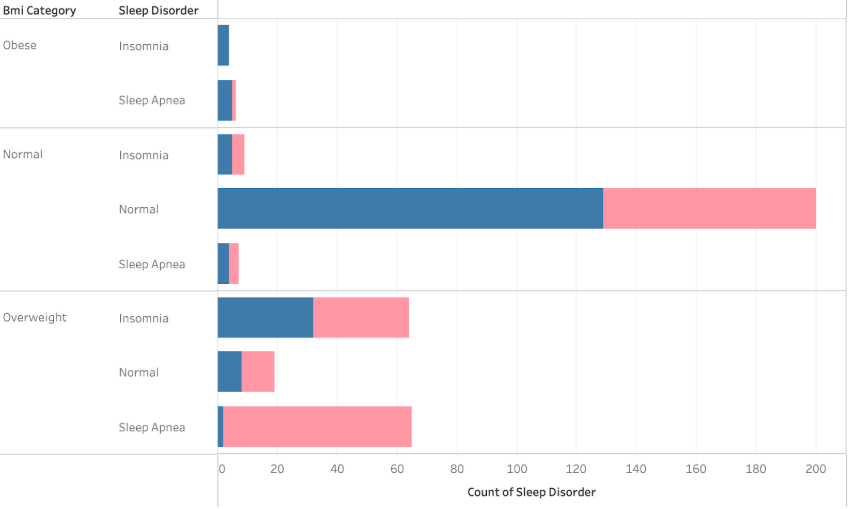 Bmi Category Sleep Disorder
Obese Insomnia
Sleep Apnea
Normal Insomnia
Normal
Sleep Apnea
Overweight Insomnia
Normal
Sleep Apnea
0 20 40 60 80 100 120 140 160 180 200
Count of Sleep Disorder